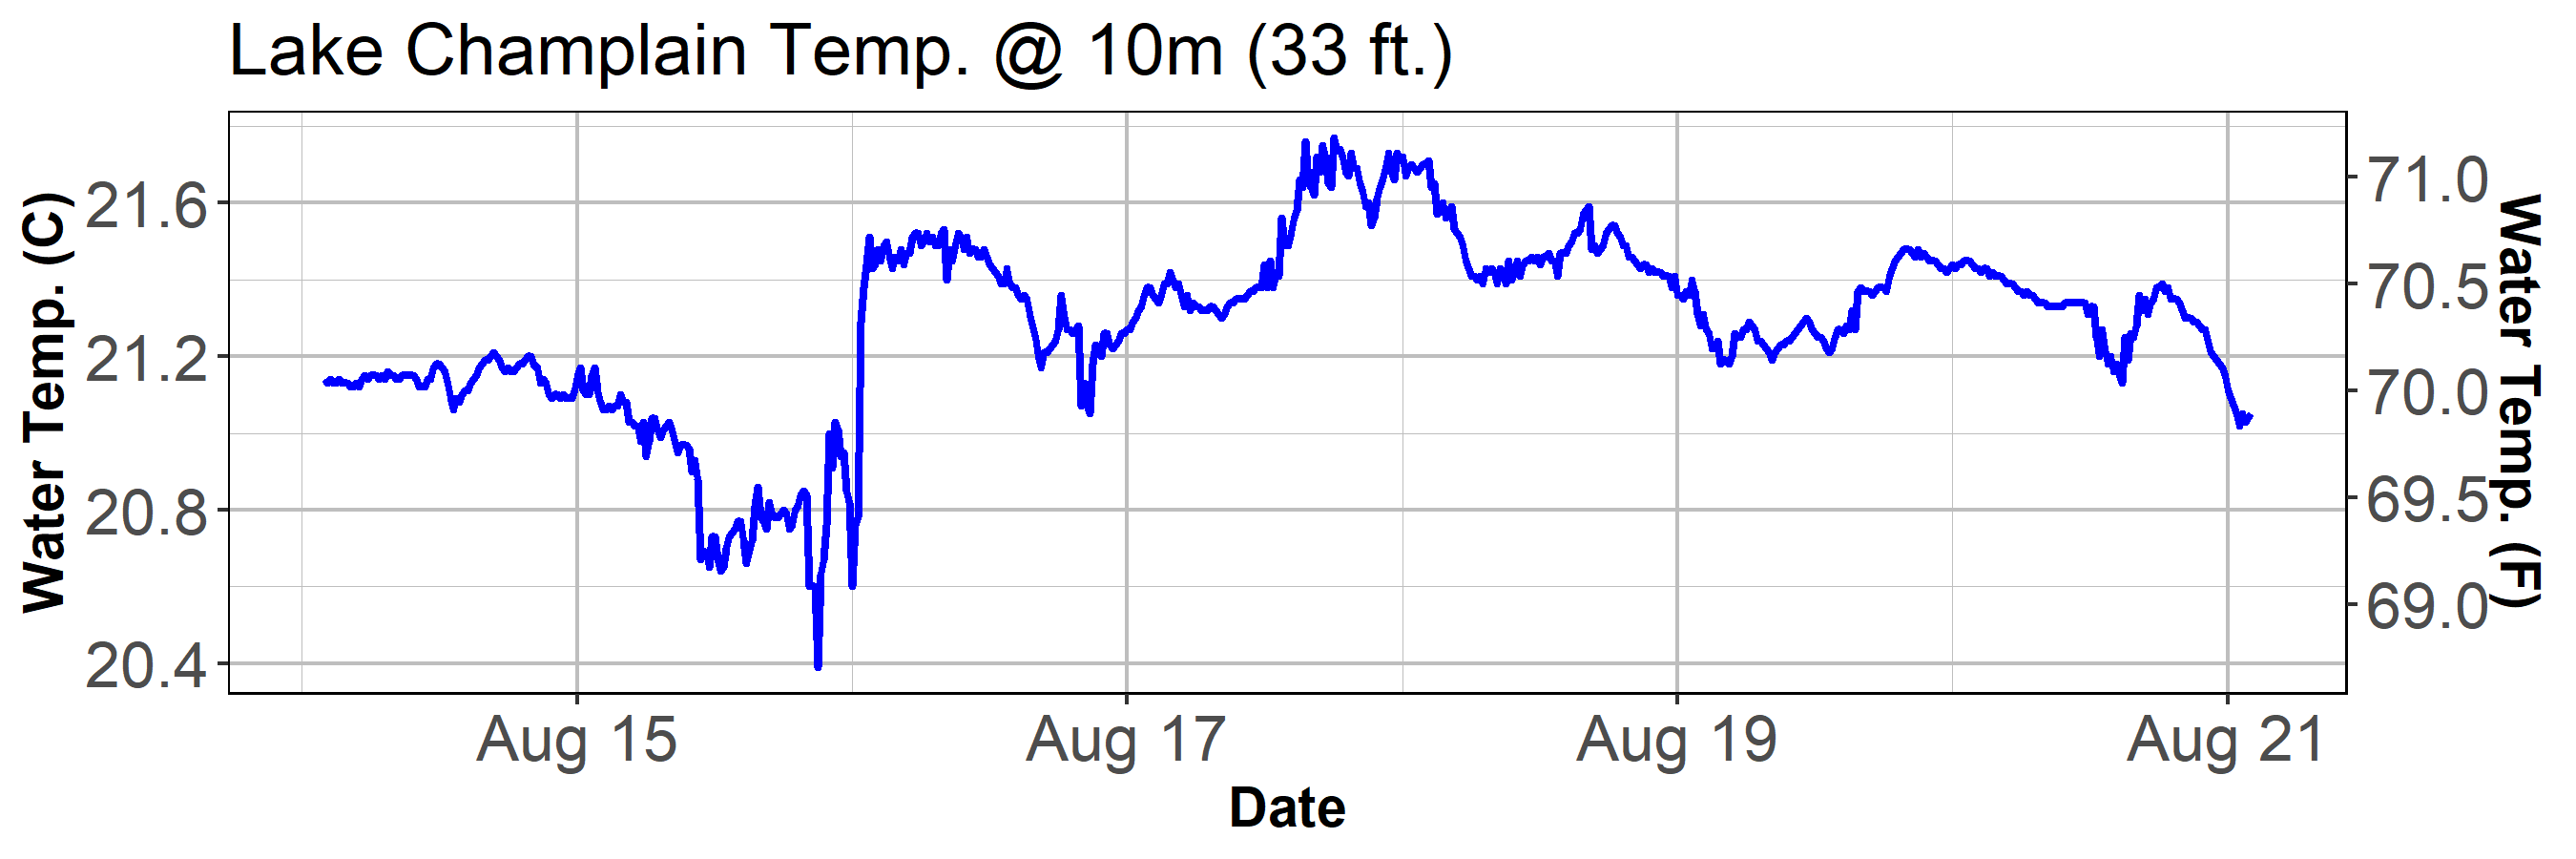 Lake Champlain Temp. @ 10m (33 ft.)
Water Temp. (C)
21.6
21.2
20.8
20.4
71.0
70.5
70.0
69.5
69.0
Water Temp. (F)
Aug 15
Aug 17
Aug 19
Aug 21
Date